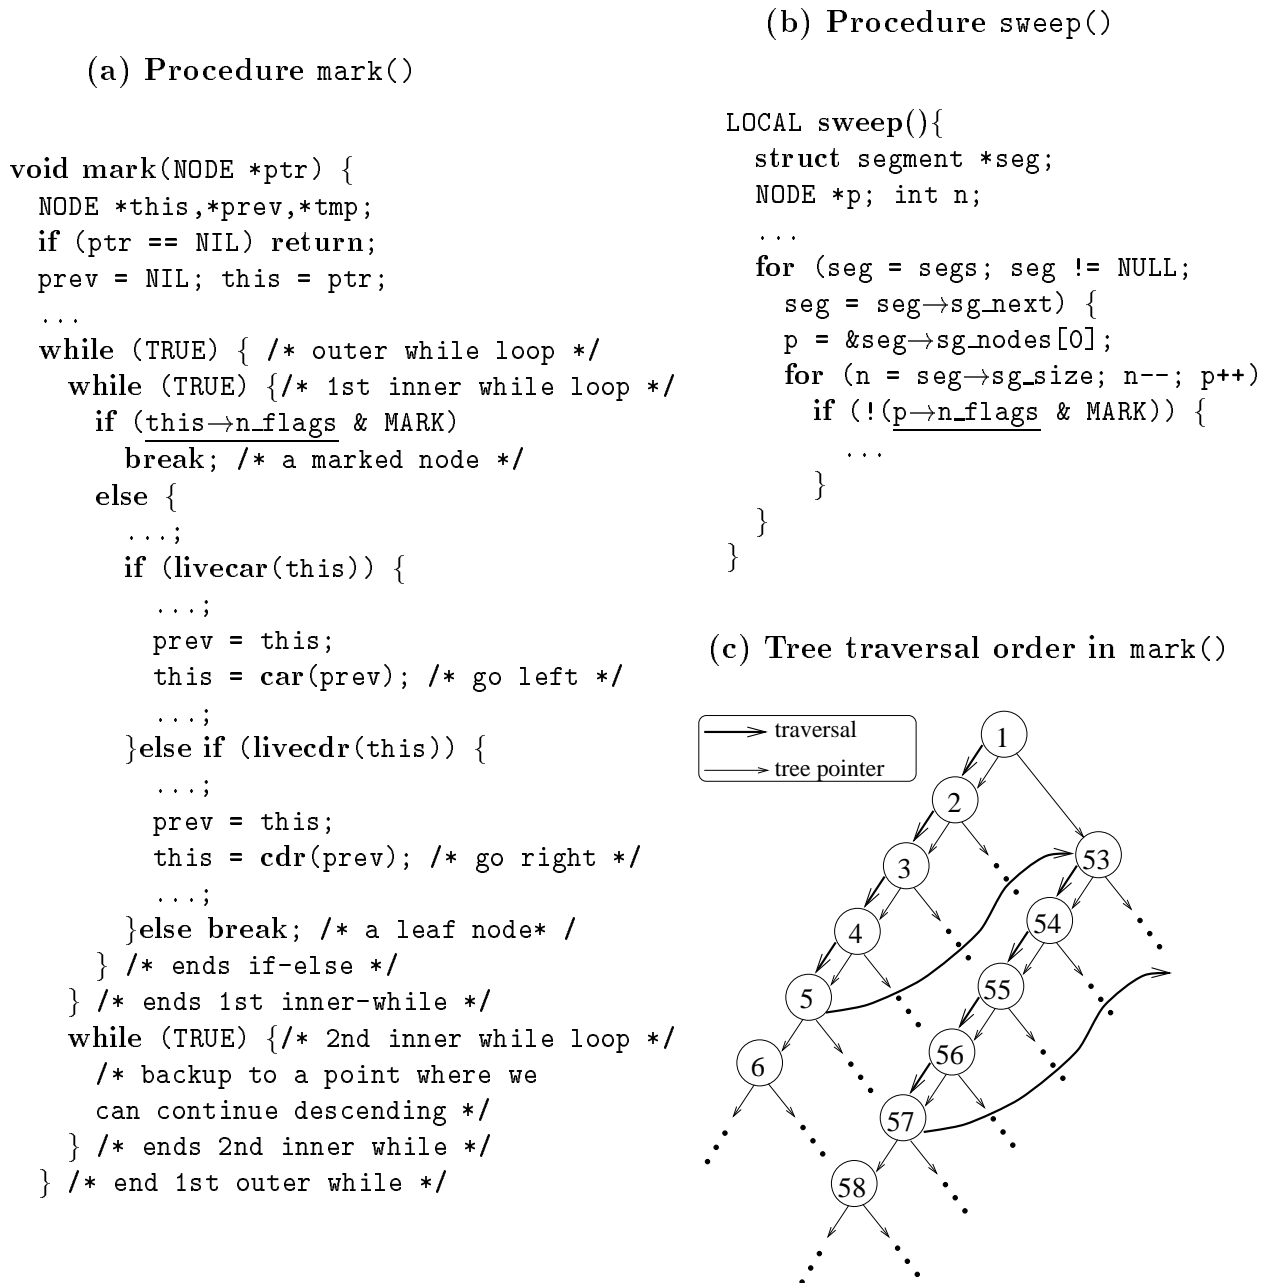 (a) Procedure mark()
void mark(NODE *ptr) {
NODE *this,*prev,*tmp;
if (ptr == NIL) return;
prev = NIL; this = ptr;
...
while (TRUE) { /* outer while loop */
while (TRUE) {/* 1st inner while loop */
if (this→n_flags & MARK)
break; /* a marked node */
else {
...;
if (livecar(this)) {
...;
prev = this;
this = car(prev); /* go left */
...;
}else if (livecdr(this)) {
...;
prev = this;
this = cdr(prev); /* go right */
...;
}else break; /* a leaf node* /
} /* ends if-else */
} /* ends 1st inner-while */
while (TRUE) {/* 2nd inner while loop */
/* backup to a point where we
can continue descending */
} /* ends 2nd inner while */
} /* end 1st outer while */
(b) Procedure sweep()
LOCAL sweep(){
struct segment *seg;
NODE *p; int n;
...
for (seg = segs; seg != NULL;
seg = seg→sg_next) {
p = &seg→sg_nodes[0];
for (n = seg→sg_size; n--; p++)
if (!(p→n_flags & MARK)) {
...
}
}
}
(c) Tree traversal order in mark()
traversal
tree pointer
1
2
3
53
4
54
5
55
6
56
57
58